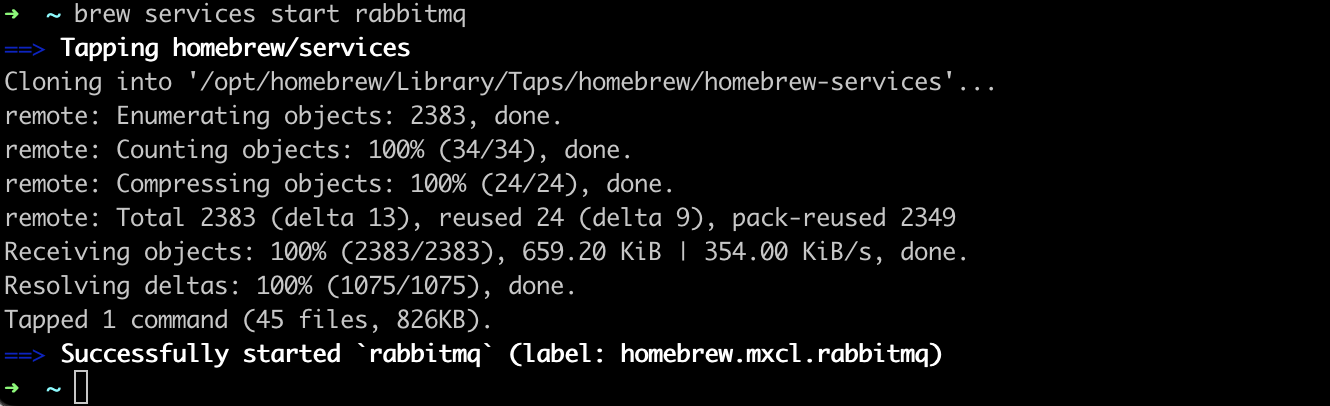 ➜  ~ brew services start rabbitmq
==> Tapping homebrew/services
Cloning into '/opt/homebrew/Library/Taps/homebrew/homebrew-services'...
remote: Enumerating objects: 2383, done.
remote: Counting objects: 100% (34/34), done.
remote: Compressing objects: 100% (24/24), done.
remote: Total 2383 (delta 13), reused 24 (delta 9), pack-reused 2349
Receiving objects: 100% (2383/2383), 659.20 KiB | 354.00 KiB/s, done.
Resolving deltas: 100% (1075/1075), done.
Tapped 1 command (45 files, 826KB).
==> Successfully started `rabbitmq` (label: homebrew.mxcl.rabbitmq)
➜  ~